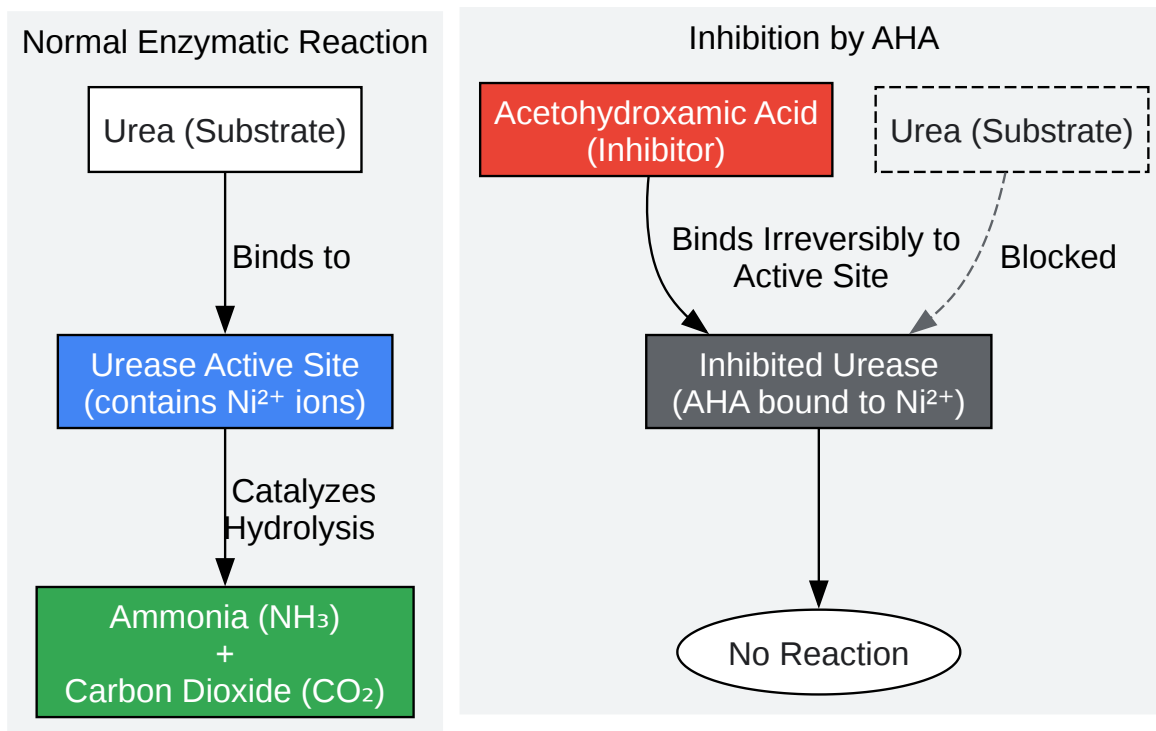 Normal Enzymatic Reaction
Urea (Substrate)
Binds to
Urease Active Site
(contains Ni²⁺ ions)
Catalyzes
Hydrolysis
Ammonia (NH₃)
+
Carbon Dioxide (CO₂)
Inhibition by AHA
Acetohydroxamic Acid
(Inhibitor)
Urea (Substrate)
Binds Irreversibly to
Active Site
Blocked
Inhibited Urease
(AHA bound to Ni²⁺)
No Reaction